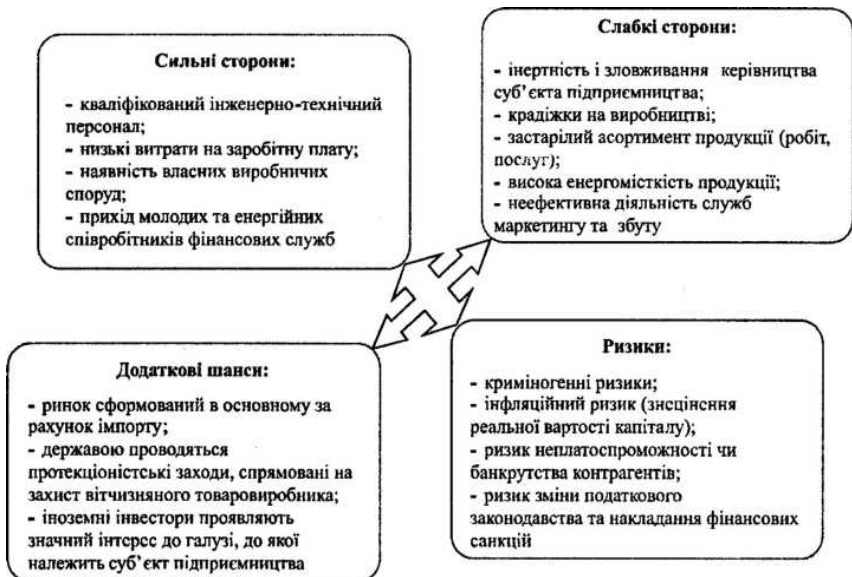 Сильні сторони:
- кваліфікований інженерно-технічний
персонал;
- низькі витрати на заробітну плату;
- наявність власних виробничих
споруд;
- прихід молодих та енергійних
співробітників фінансових служб
Слабкі сторони:
- інертність і зловживання керівництва
суб'єкта підприємництва;
- крадіжки на виробництві;
- застарілий асортимент продукції (робіт,
послуг);
- висока енергомісткість продукції;
- неефективна діяльність служб
маркетингу та збуту
Додаткові шанси:
- ринок сформований в основному за
рахунок імпорту;
- державою проводяться
протекціоністські заходи, спрямовані на
захист вітчизняного товаровиробника;
- іноземні інвестори проявляють
значний інтерес до галузі, до якої
належить суб'єкт підприємництва
Ризики:
- криміногенні ризики;
- інфляційний ризик (знецінення
реальної вартості капіталу);
- ризик неплатоспроможності чи
банкрутства контрагентів;
- ризик зміни податкового
законодавства та накладання фінансових
санкцій